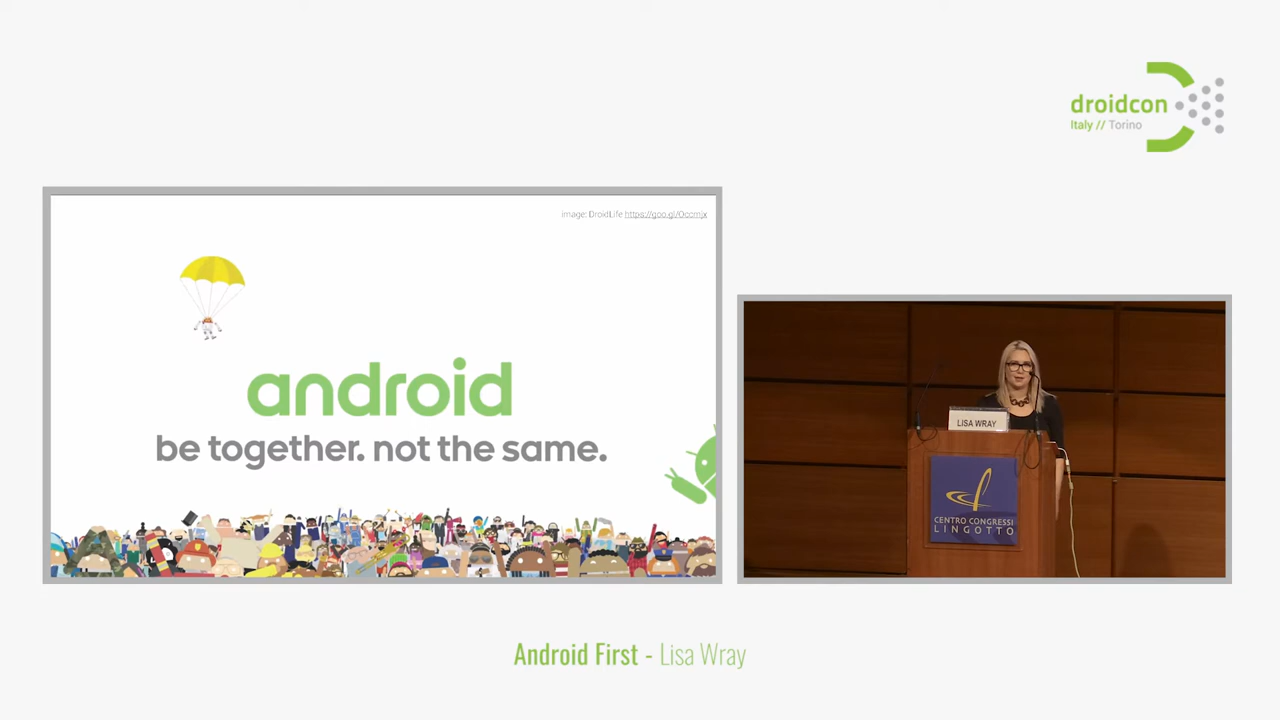 droidcon
Italy // Torino
image: DroidLife https://goo.gl/Occmjx
android
be together. not the same.
LISA WRAY
CENTRO CONGRESSI
LINGOTTO
Android First - Lisa Wray